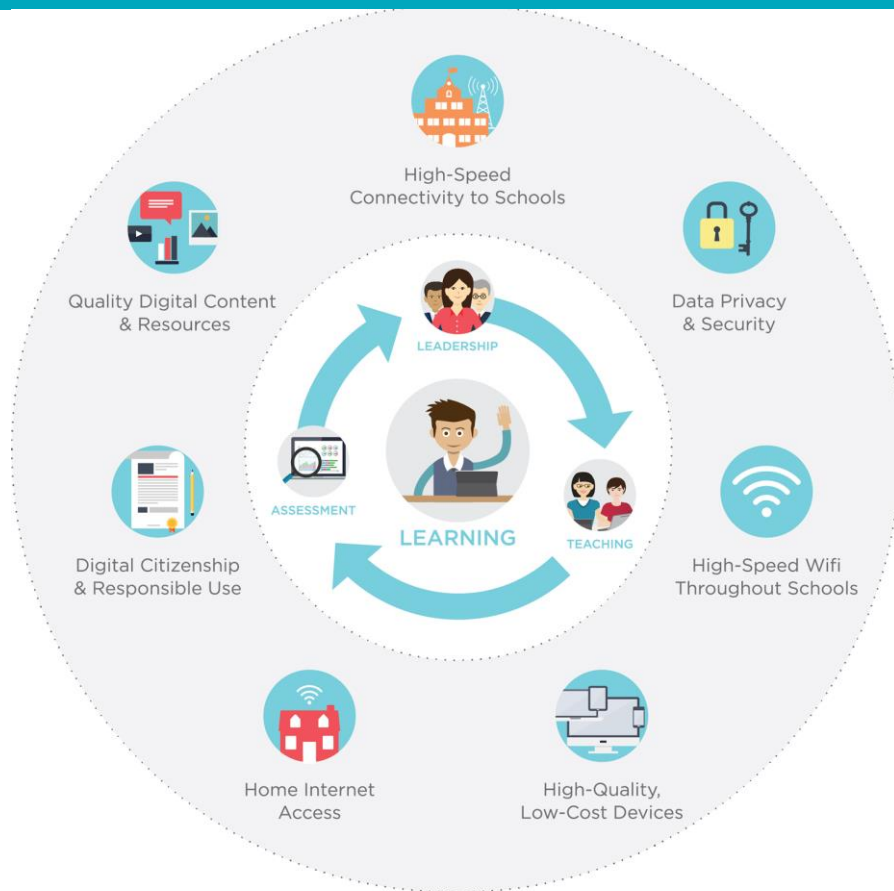 High-Speed
Connectivity to Schools
Quality Digital Content
& Resources
Data Privacy
& Security
LEADERSHIP
ASSESSMENT
LEARNING
TEACHING
Digital Citizenship
& Responsible Use
High-Speed Wifi
Throughout Schools
Home Internet
Access
High-Quality,
Low-Cost Devices